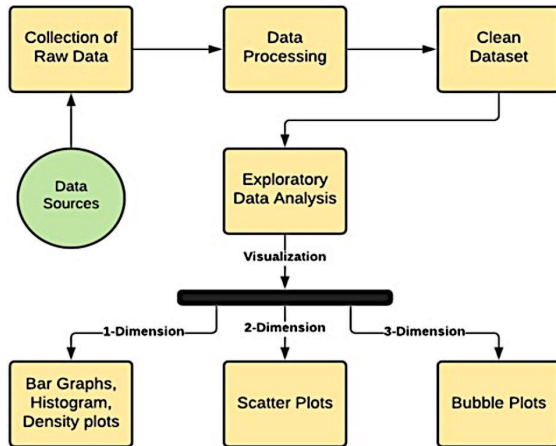 Collection of
Raw Data
Data
Processing
Clean
Dataset
Data
Sources
Exploratory
Data Analysis
Visualization
1-Dimension
2-Dimension
3-Dimension
Bar Graphs,
Histogram,
Density plots
Scatter Plots
Bubble Plots